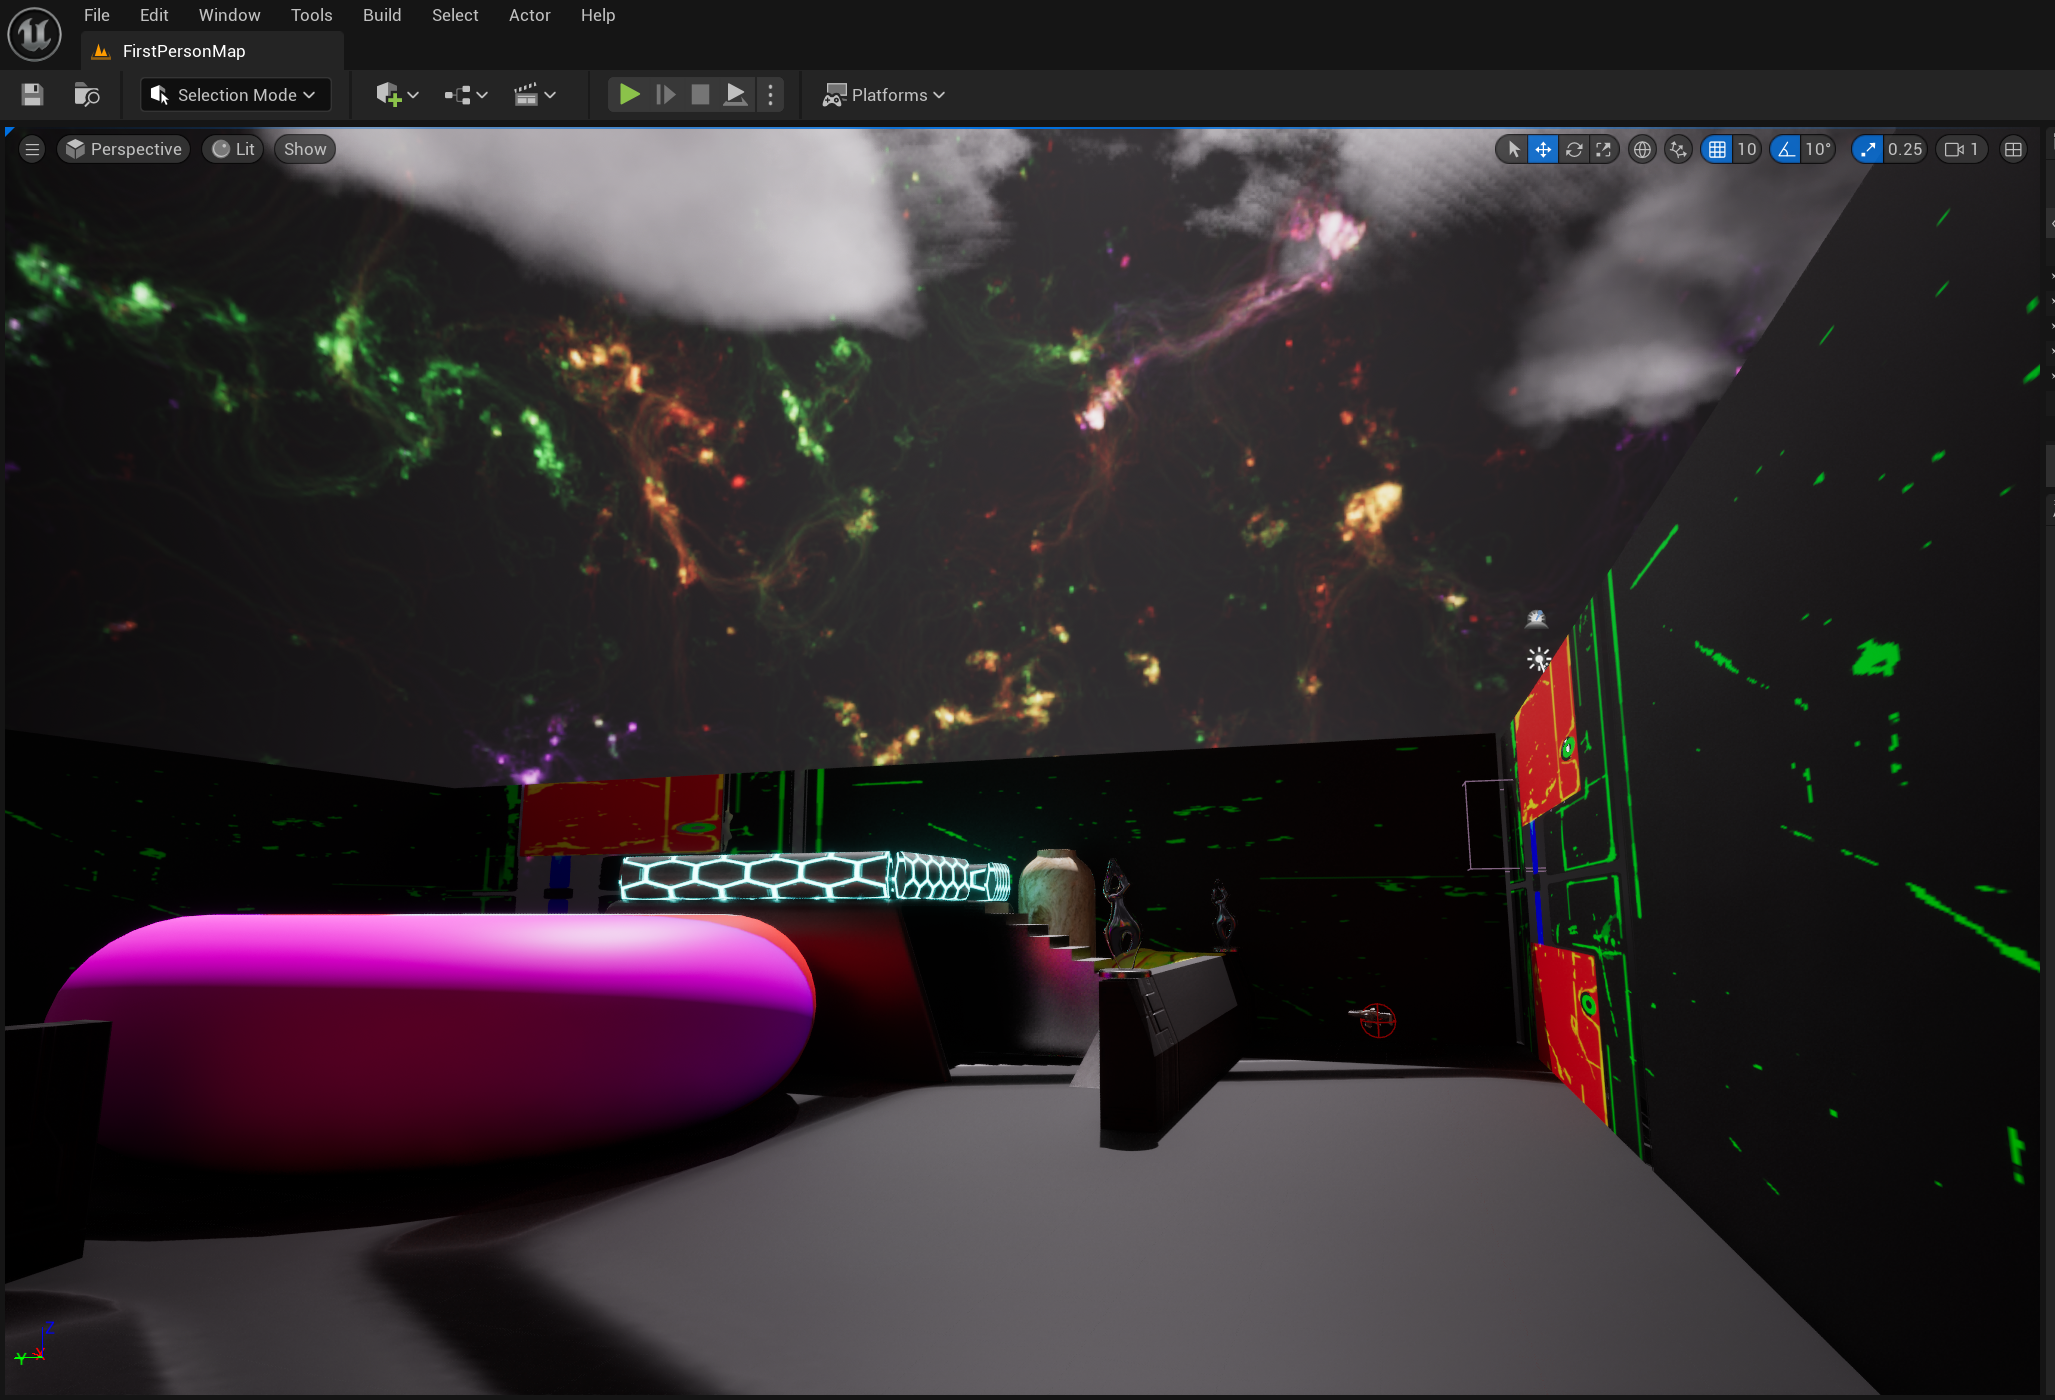 File Edit Window Tools Build Select Actor Help
FirstPersonMap
Selection Mode Platforms
Perspective Lit Show 10 10° 0.25 1
Z
Y X